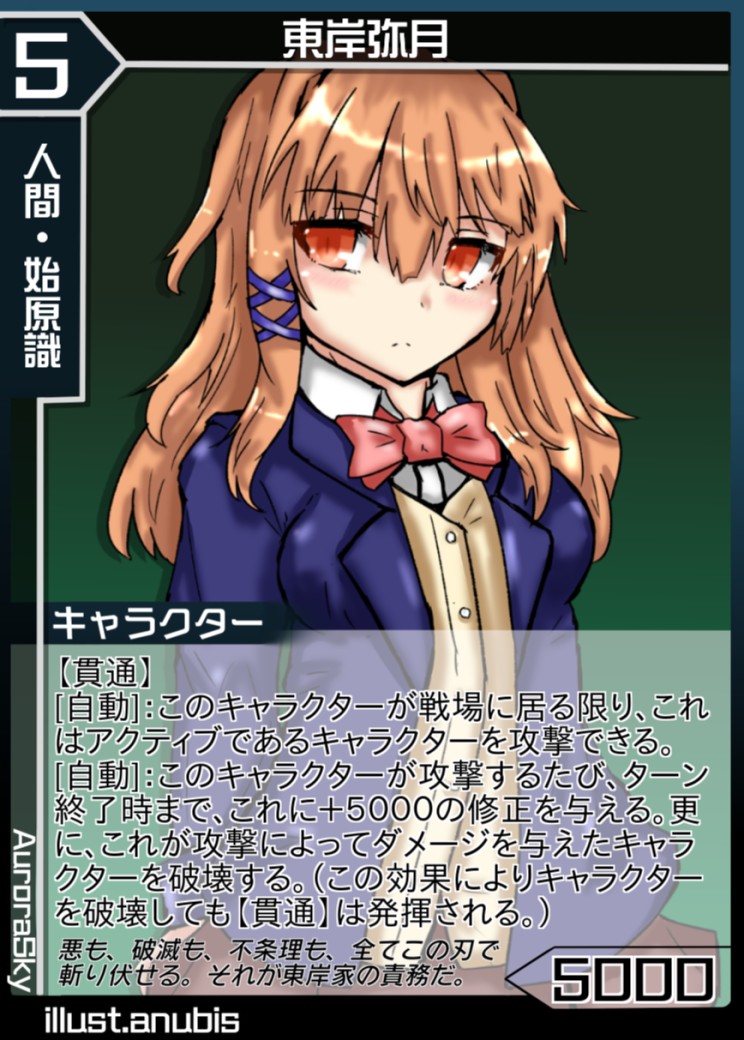 5
東岸弥月
人間・始原識
キャラクター
【貫通】
[自動]:このキャラクターが戦場に居る限り、これ
はアクティブであるキャラクターを攻撃できる。
[自動]:このキャラクターが攻撃するたび、ターン
終了時まで、これに+5000の修正を与える。更
に、これが攻撃によってダメージを与えたキャラ
クターを破壊する。(この効果によりキャラクター
を破壊しても【貫通】は発揮される。)
悪も、破滅も、不条理も、全てこの刃で
斬り伏せる。それが東岸家の責務だ。
5000
AuroraSky
illust.anubis